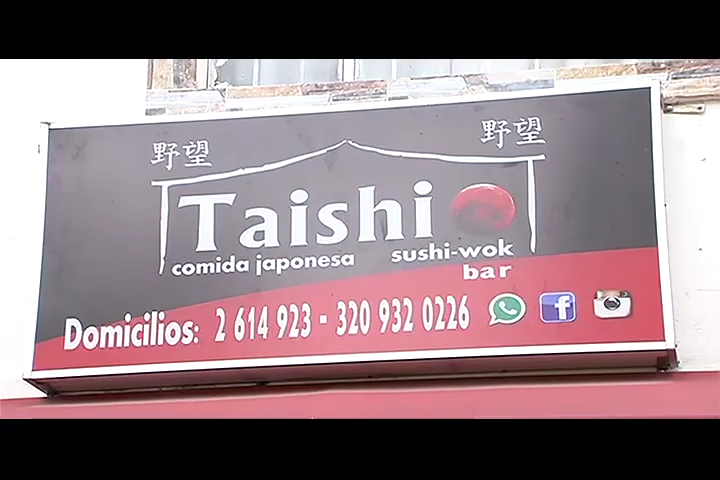 野望
野望
Taishi
comida japonesa
sushi-wok
bar
Domicilios: 2 614 923 - 320 932 0226